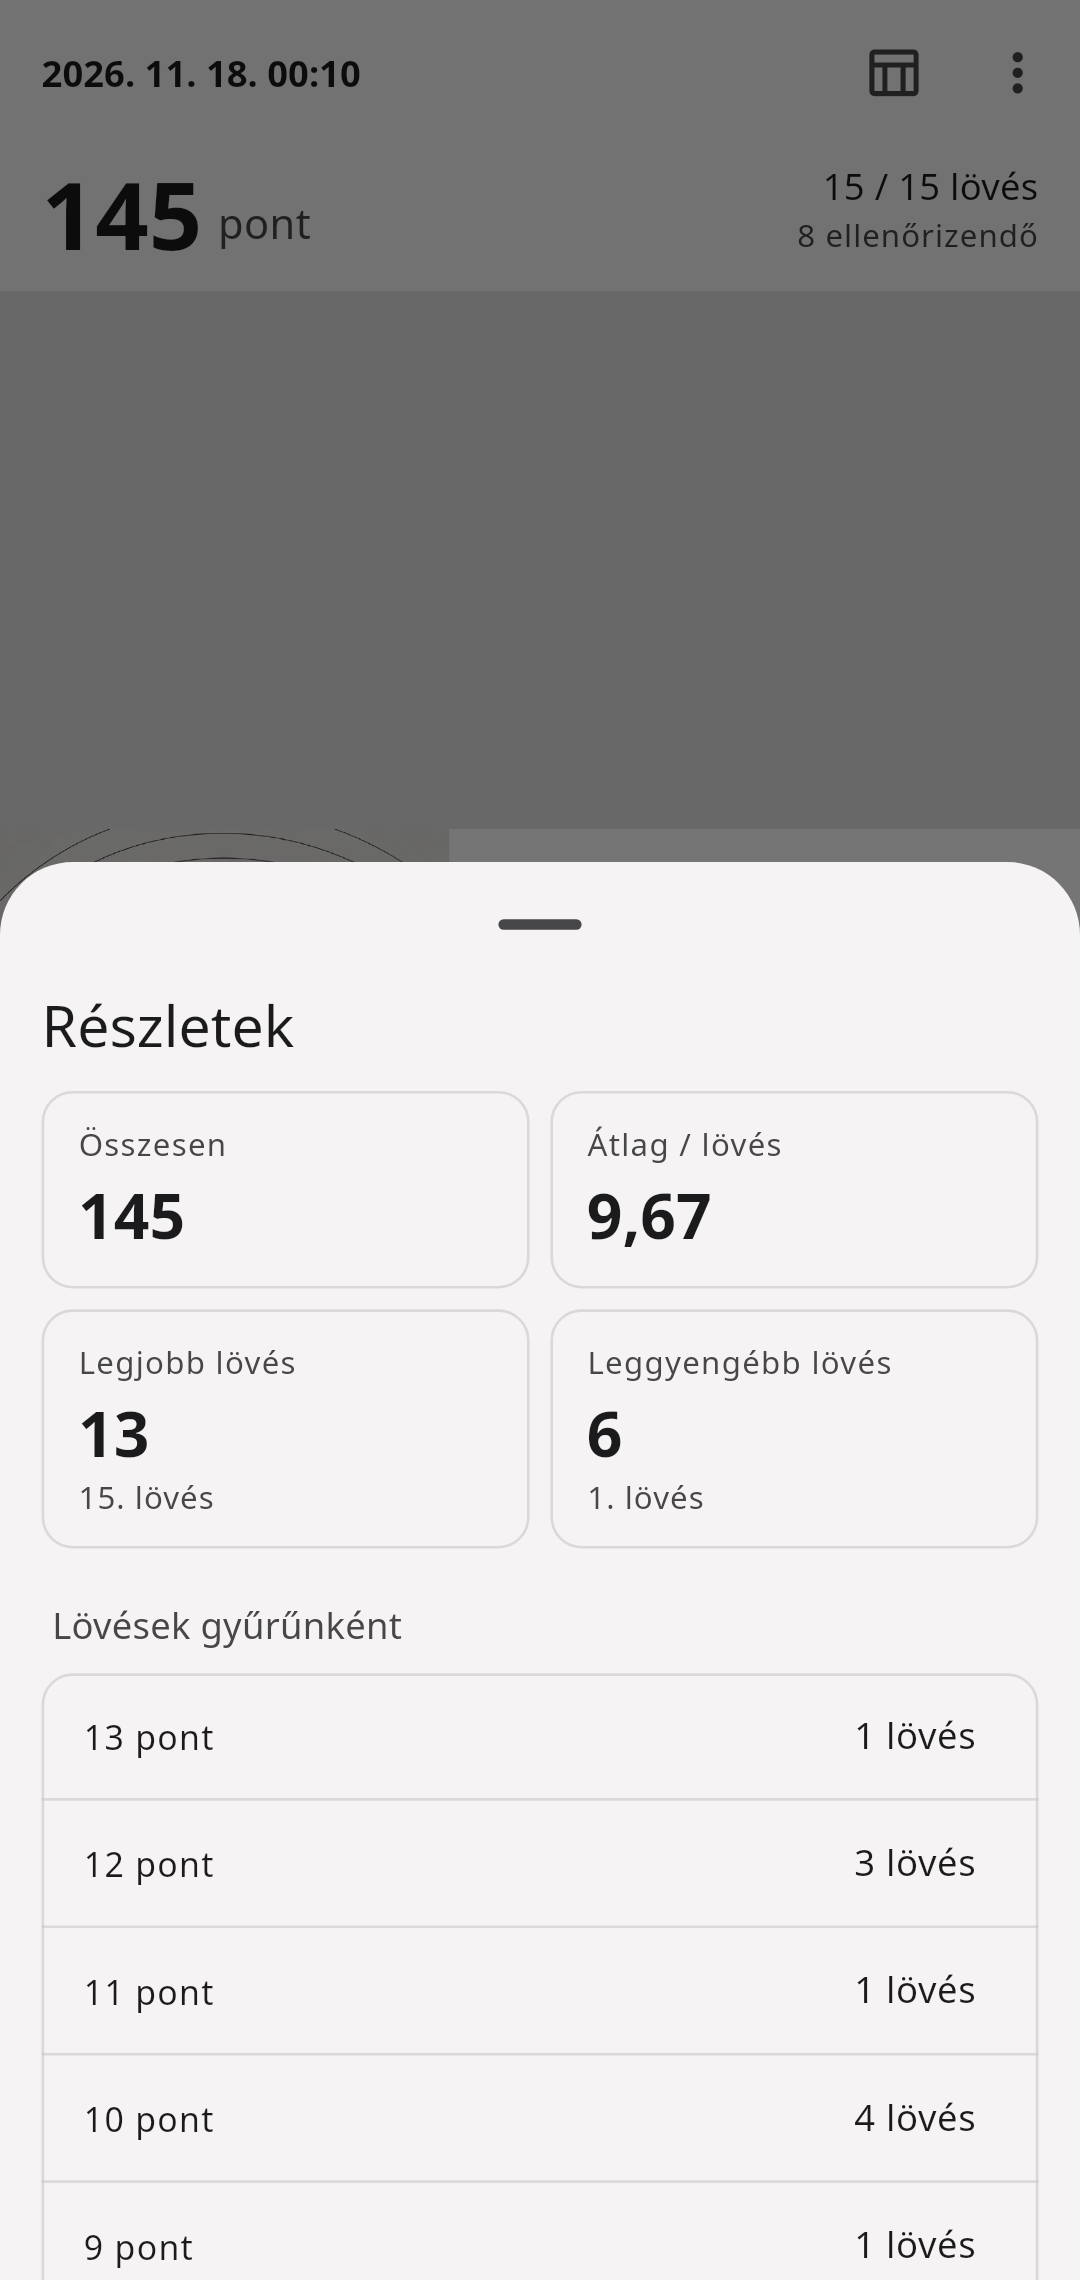 2026. 11. 18. 00:10
145 pont
15 / 15 lövés
8 ellenőrizendő
Részletek
Összesen
145
Átlag / lövés
9,67
Legjobb lövés
13
15. lövés
Leggyengébb lövés
6
1. lövés
Lövések gyűrűnként
13 pont 1 lövés
12 pont 3 lövés
11 pont 1 lövés
10 pont 4 lövés
9 pont 1 lövés